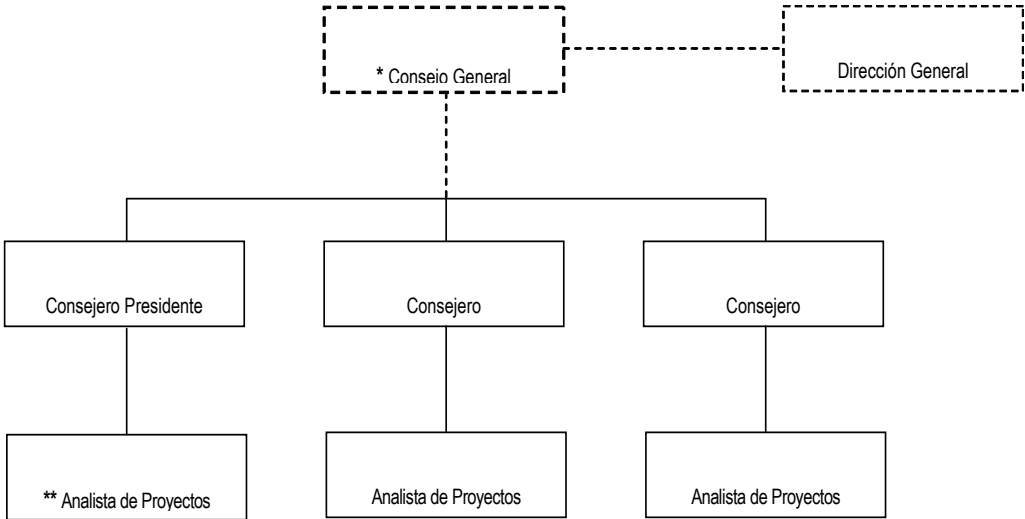 * Consejo General
Dirección General
Consejero Presidente
Consejero
Consejero
** Analista de Proyectos
Analista de Proyectos
Analista de Proyectos